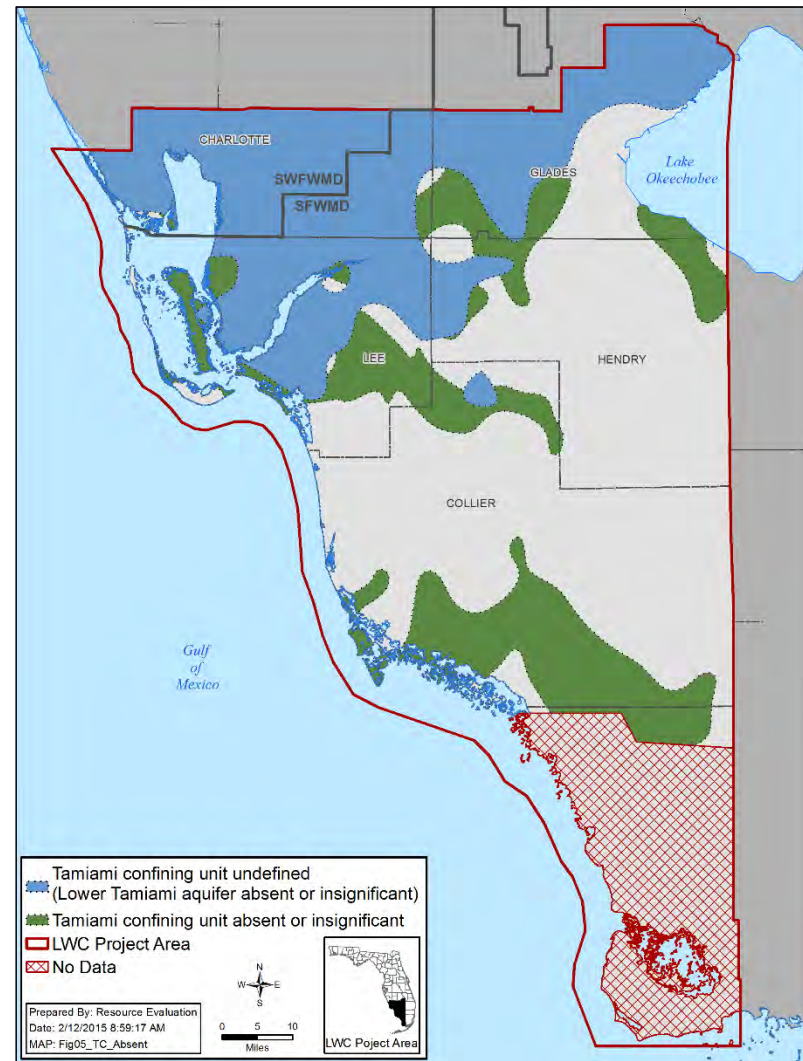 CHARLOTTE
SWFWMD
SFWMD
GLADES
Lake
Okeechobee
LEE
HENDRY
COLLIER
Gulf
of
Mexico
Tamiami confining unit undefined
(Lower Tamiami aquifer absent or insignificant)
Tamiami confining unit absent or insignificant
LWC Project Area
No Data
N
W E
S
0 5 10
Miles
Prepared By: Resource Evaluation
Date: 2/12/2015 8:59:17 AM
MAP: Fig05_TC_Absent
LWC Poject Area